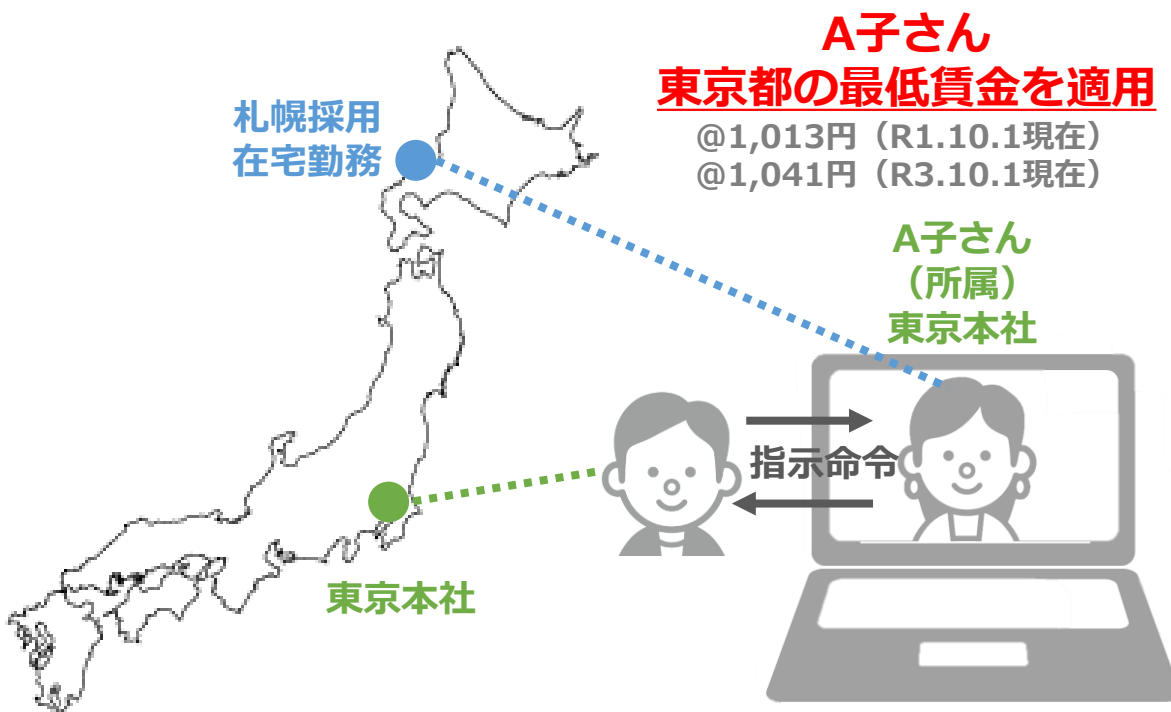 A子さん
東京都の最低賃金を適用
@1,013円（R1.10.1現在）
@1,041円（R3.10.1現在）
札幌採用
在宅勤務
A子さん
（所属）
東京本社
指示命令
東京本社